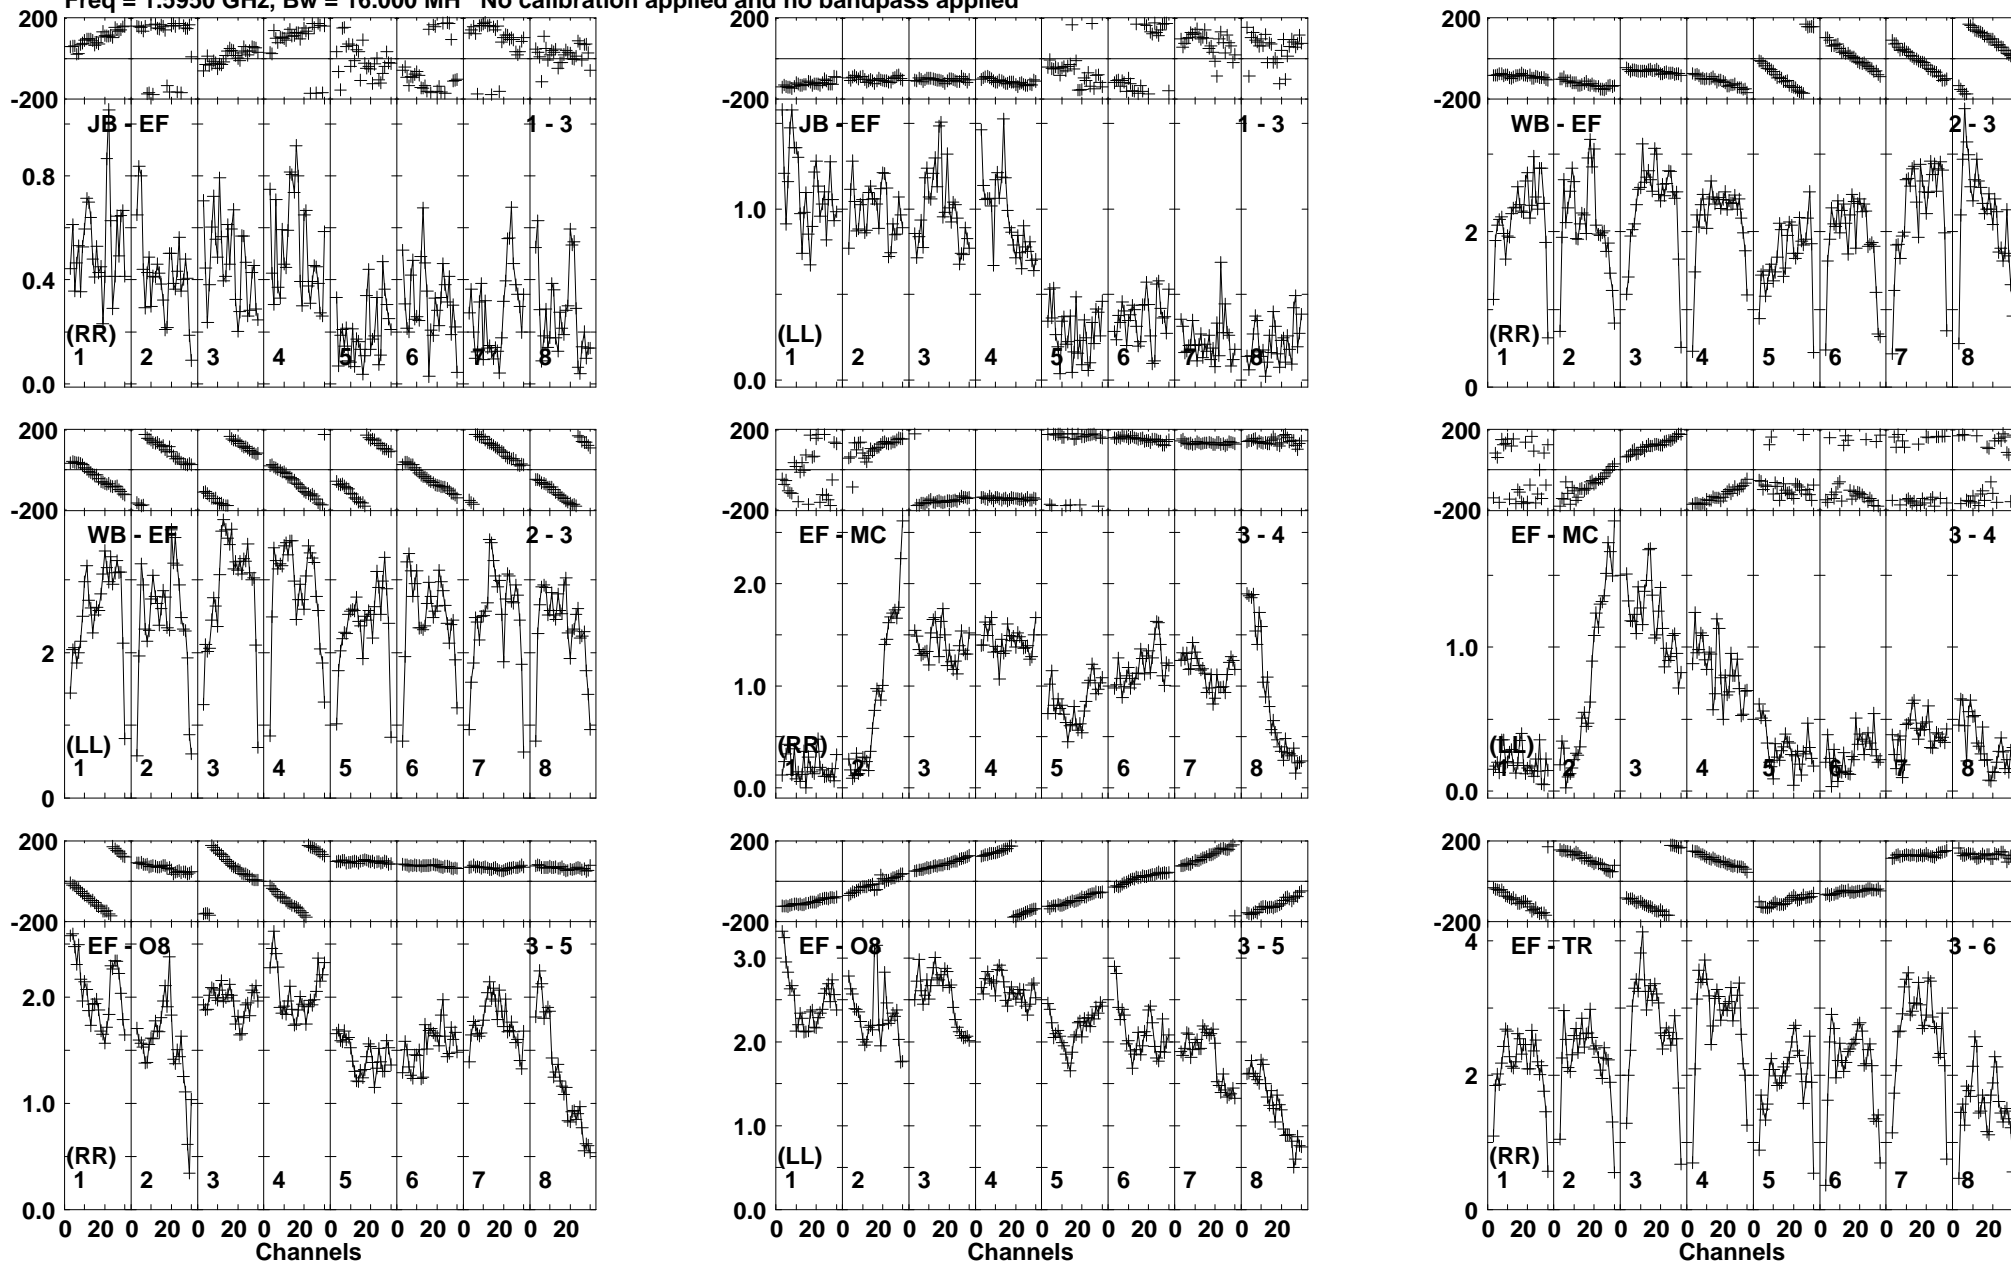 Freq = 1.5950 GHz, Bw = 16.000 MH No calibration applied and no bandpass applied
200 200 200
-200 -200 -200
JB - EF 1 - 3 JB - EF 1 - 3 WB - EF 2 - 3
0.8 1.0 2
0.4
(RR) (LL) (RR)
1 2 3 4 5 6 7 8 1 2 3 4 5 6 7 8 1 2 3 4 5 6 7 8
0.0 0.0 0
200 200 200
-200 -200 -200
WB - EF 2 - 3 EF - MC 3 - 4 EF - MC 3 - 4
2.0
2 1.0 1.0
(LL) (RR) (LL)
1 2 3 4 5 6 7 8 1 2 3 4 5 6 7 8 1 2 3 4 5 6 7 8
0 0.0 0.0
200 200 200
-200 -200 -200
EF - O8 3 - 5 EF - O8 3 - 5 EF - TR 3 - 6
3.0 4
2.0 2.0 2
1.0 1.0
(RR) (LL) (RR)
1 2 3 4 5 6 7 8 1 2 3 4 5 6 7 8 1 2 3 4 5 6 7 8
0.0 0.0 0
0 20 0 20 0 20 0 20 0 20 0 20 0 20 0 20 0 20 0 20 0 20 0 20 0 20 0 20 0 20 0 20 0 20 0 20 0 20 0 20 0 20 0 20 0 20 0 20
Channels Channels Channels